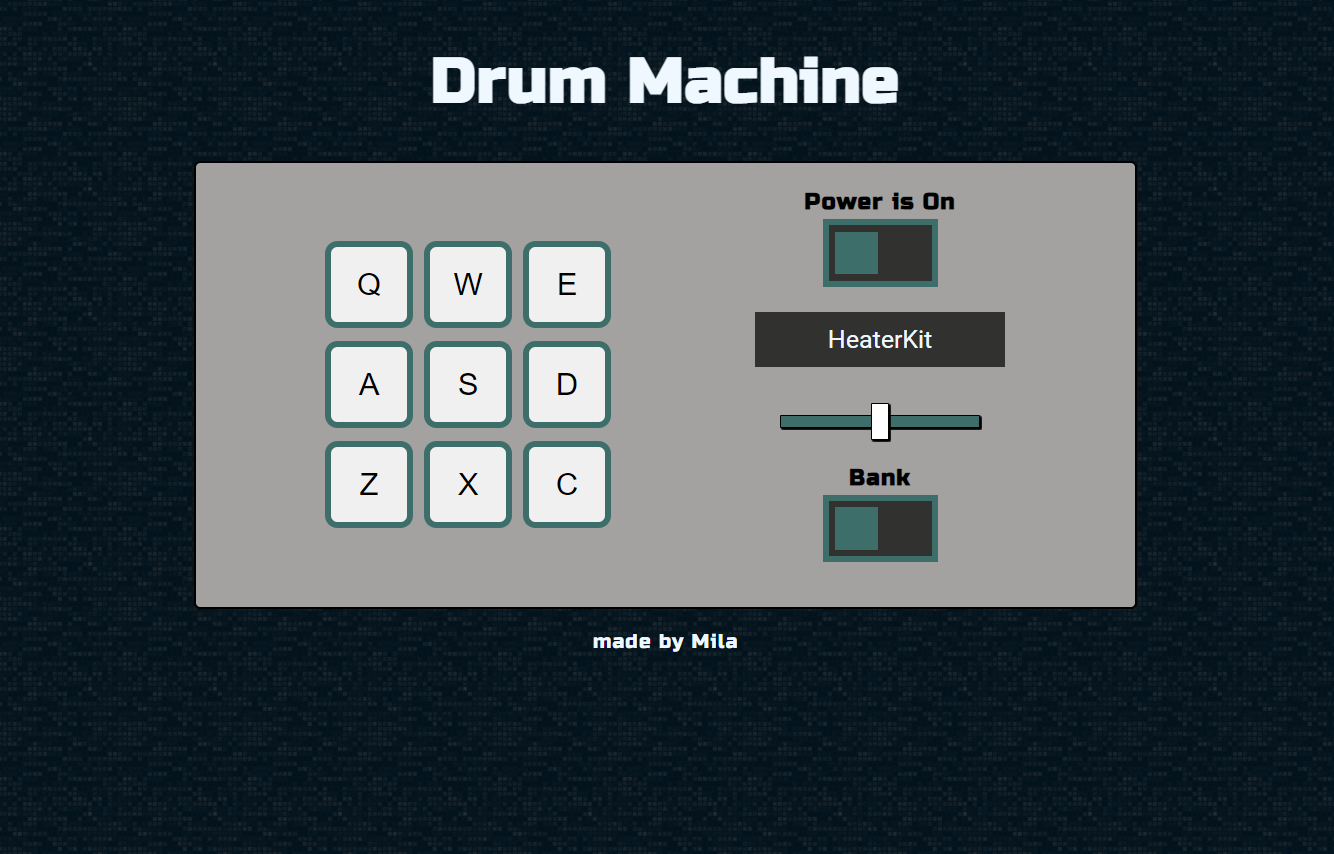 Drum Machine
Q W E
A S D
Z X C
Power is On
HeaterKit
Bank
made by Mila